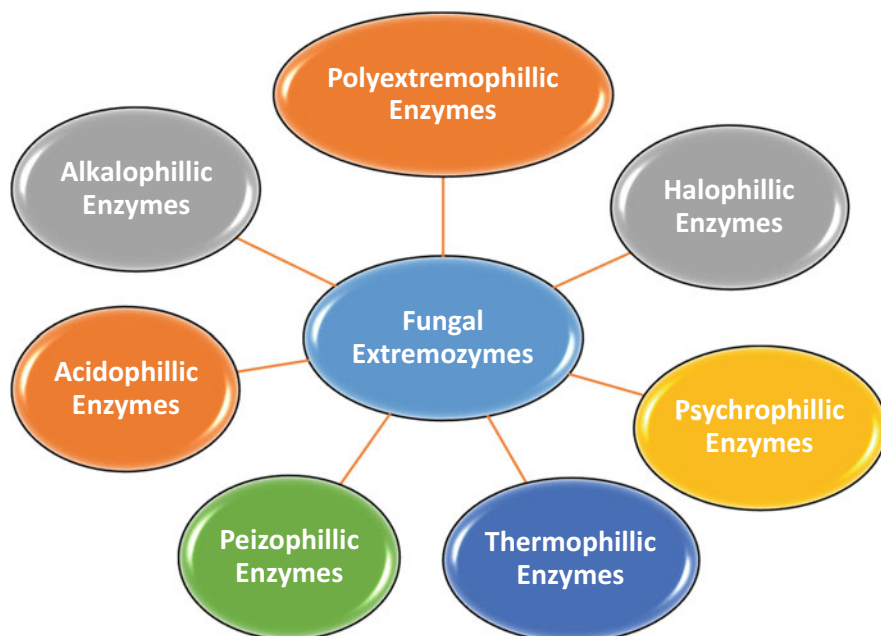 Polyextremophillic
Enzymes
Alkalophillic
Enzymes
Halophillic
Enzymes
Fungal
Extremozymes
Acidophillic
Enzymes
Psychrophillic
Enzymes
Peizophillic
Enzymes
Thermophillic
Enzymes